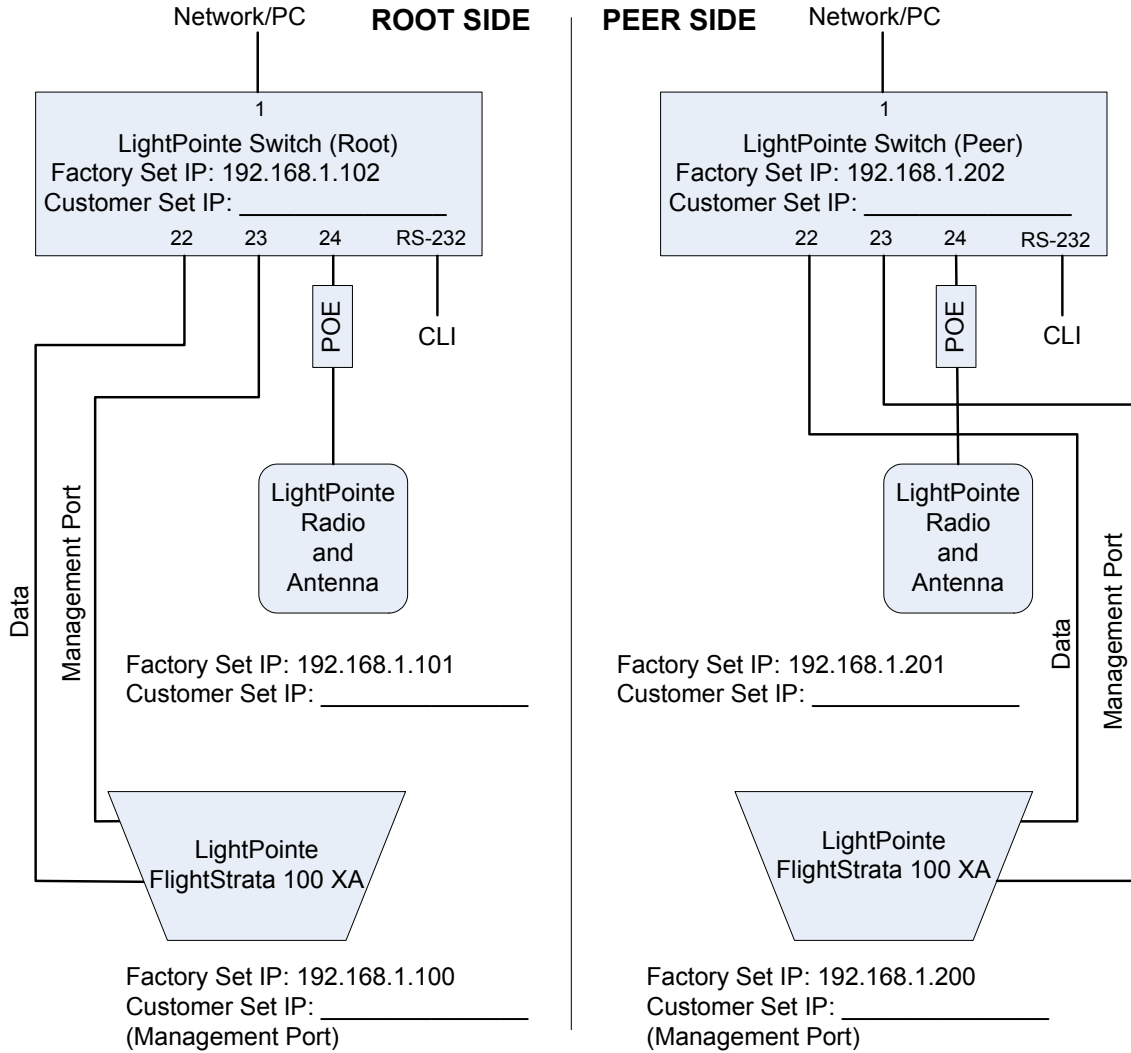 Network/PC
ROOT SIDE
1
LightPointe Switch (Root)
Factory Set IP: 192.168.1.102
Customer Set IP: _______________
22 23 24 RS-232
POE
CLI
Data
Management Port
LightPointe
Radio
and
Antenna
Factory Set IP: 192.168.1.101
Customer Set IP: _______________
LightPointe
FlightStrata 100 XA
Factory Set IP: 192.168.1.100
Customer Set IP: _______________
(Management Port)
PEER SIDE
Network/PC
1
LightPointe Switch (Peer)
Factory Set IP: 192.168.1.202
Customer Set IP: _______________
22 23 24 RS-232
POE
CLI
LightPointe
Radio
and
Antenna
Data
Management Port
Factory Set IP: 192.168.1.201
Customer Set IP: _______________
LightPointe
FlightStrata 100 XA
Factory Set IP: 192.168.1.200
Customer Set IP: _______________
(Management Port)